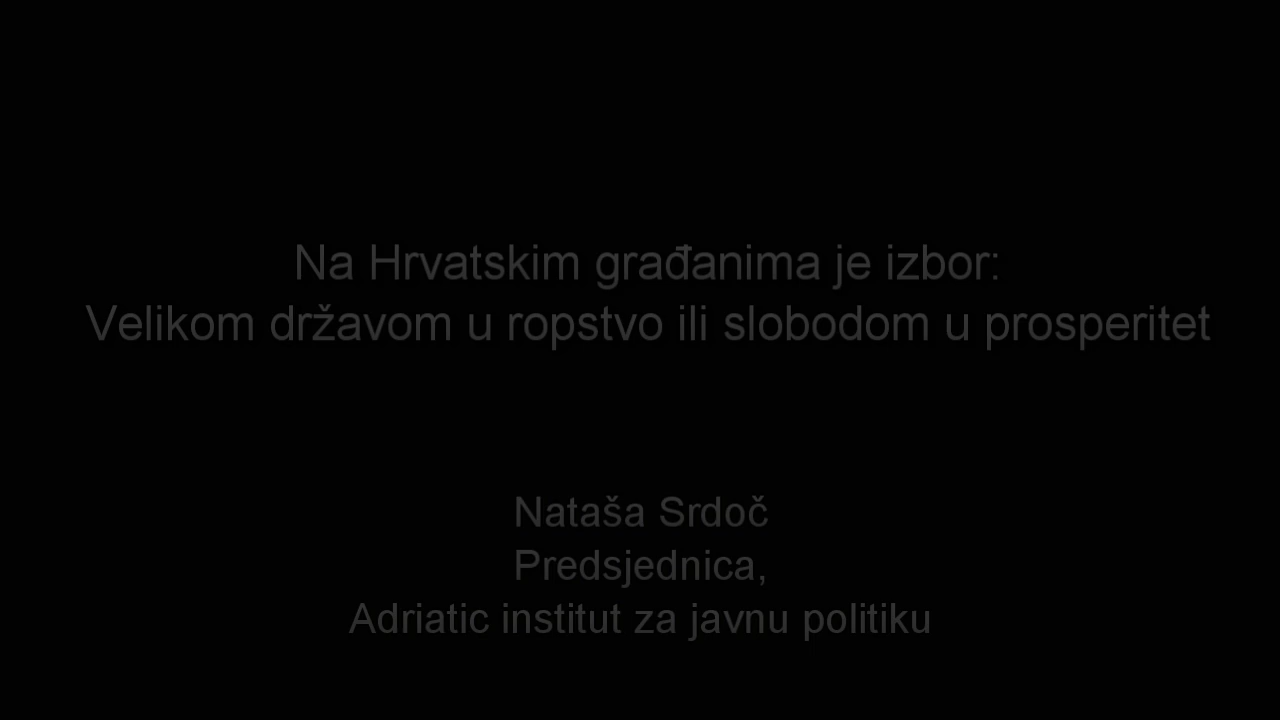 Na Hrvatskim građanima je izbor:
Velikom državom u ropstvo ili slobodom u prosperitet
Nataša Srdoč
Predsjednica,
Adriatic institut za javnu politiku